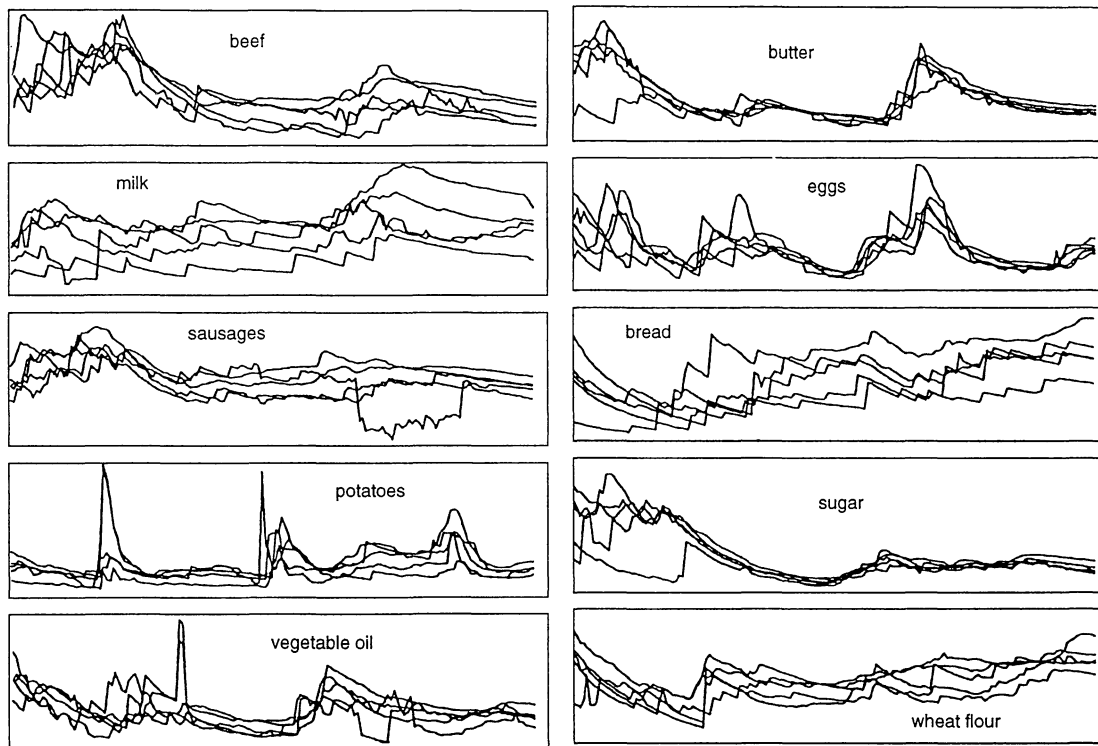 beef
butter
milk
eggs
sausages
bread
potatoes
sugar
vegetable oil
wheat flour